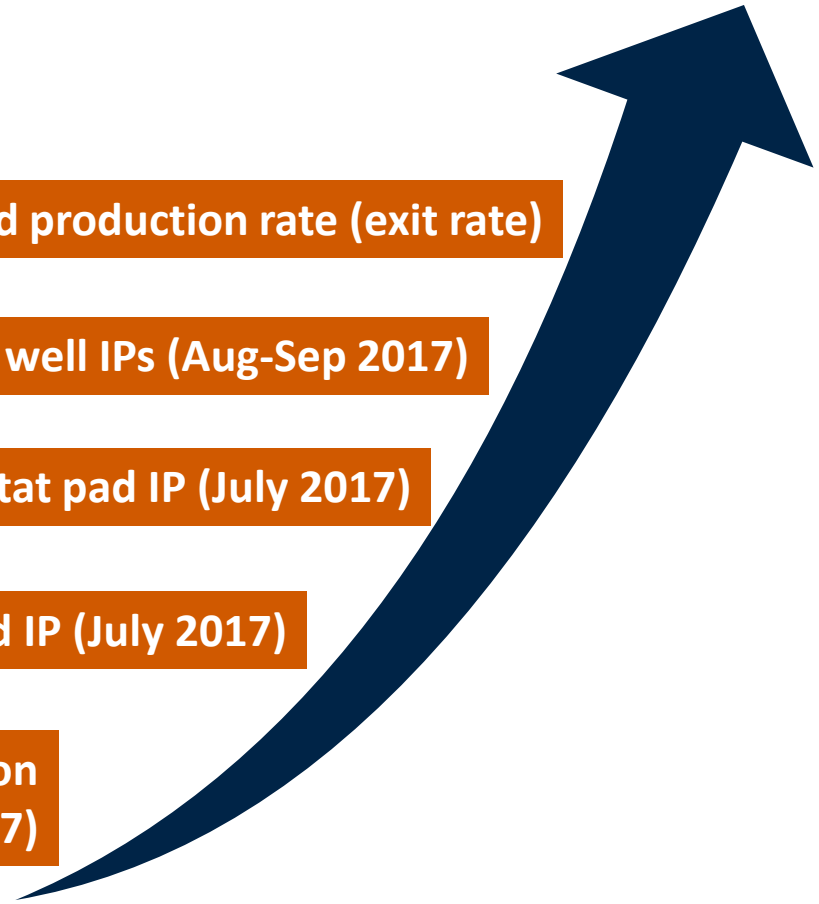 d production rate (exit rate)
well IPs (Aug-Sep 2017)
tat pad IP (July 2017)
d IP (July 2017)
on
7)